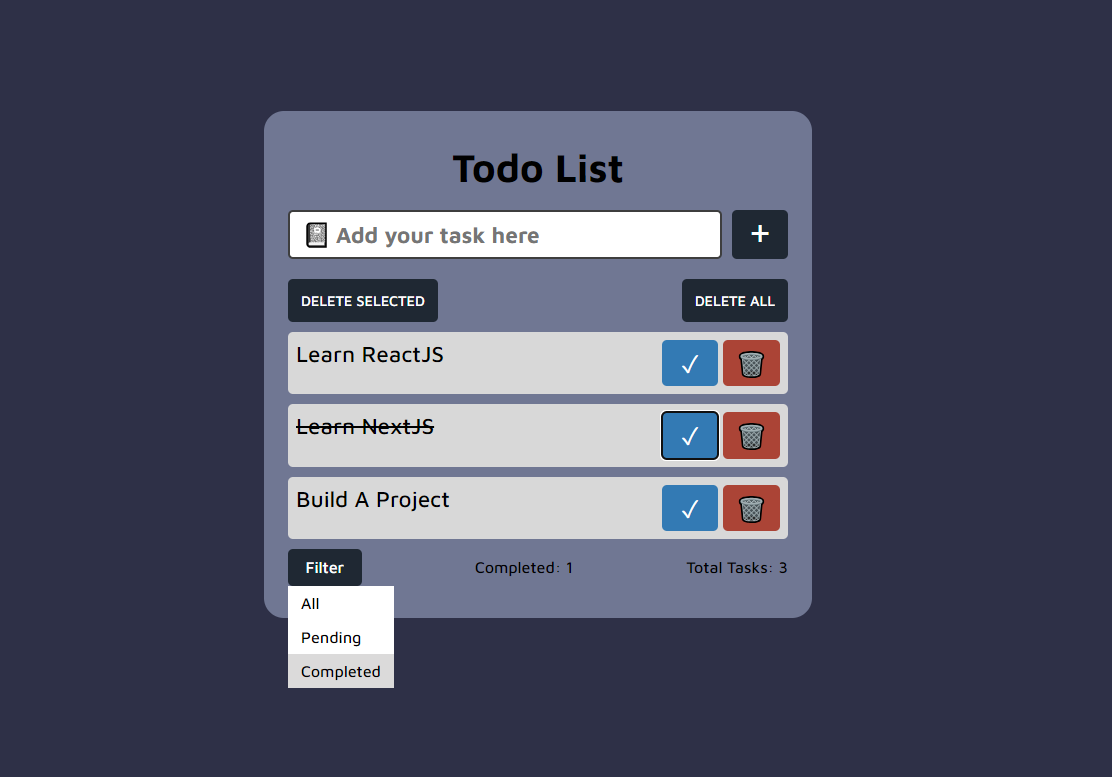 Todo List
Add your task here
+
DELETE SELECTED DELETE ALL
Learn ReactJS ✓
Learn NextJS ✓
Build A Project ✓
Filter Completed: 1 Total Tasks: 3
All
Pending
Completed